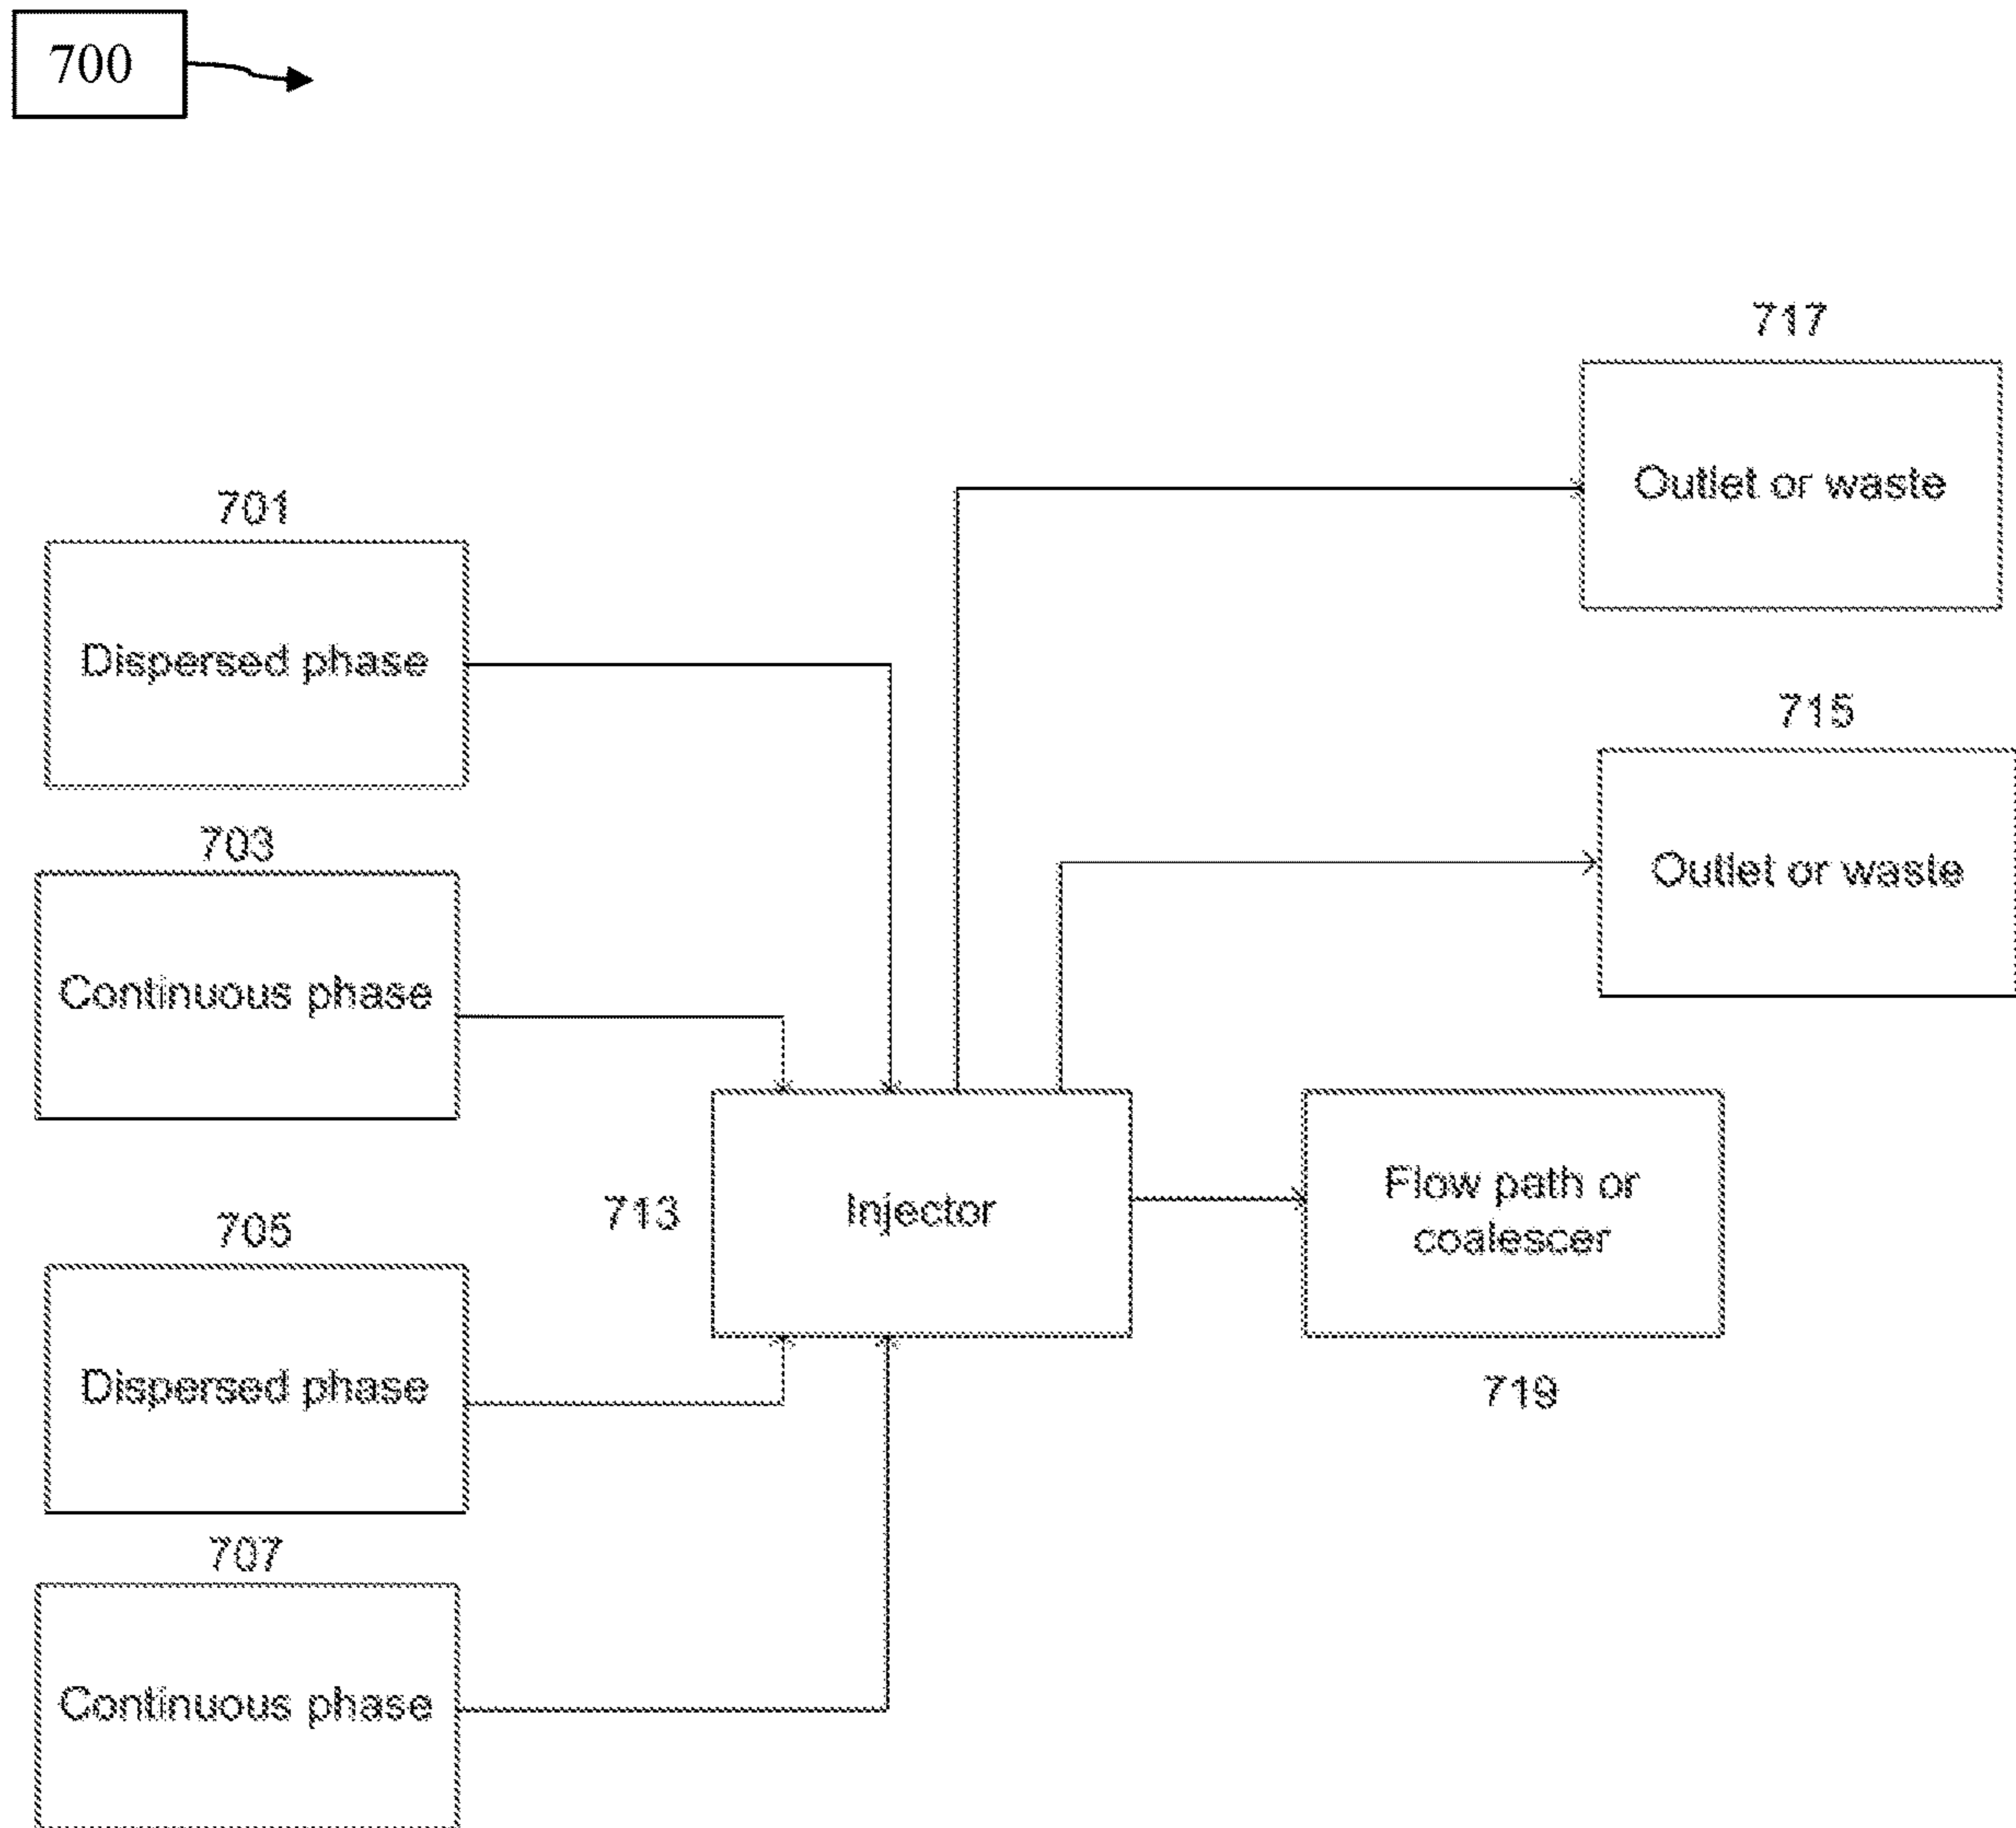 700
717
Outlet or waste
701
Dispersed phase
715
Outlet or waste
703
Continuous phase
713
Injector
Flow path or
coalescer
719
705
Dispersed phase
707
Continuous phase